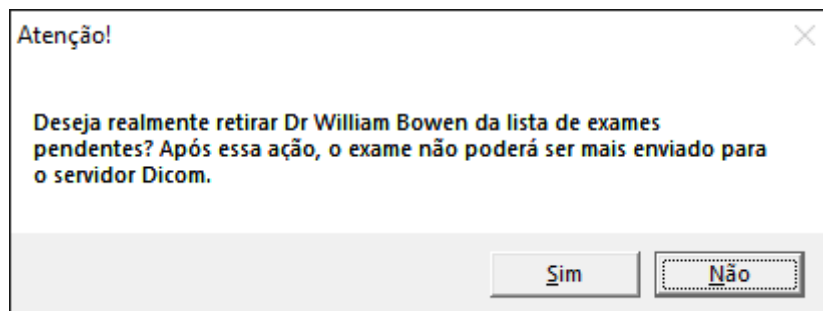 Atenção!
Deseja realmente retirar Dr William Bowen da lista de exames
pendentes? Após essa ação, o exame não poderá ser mais enviado para
o servidor Dicom.
Sim
Não